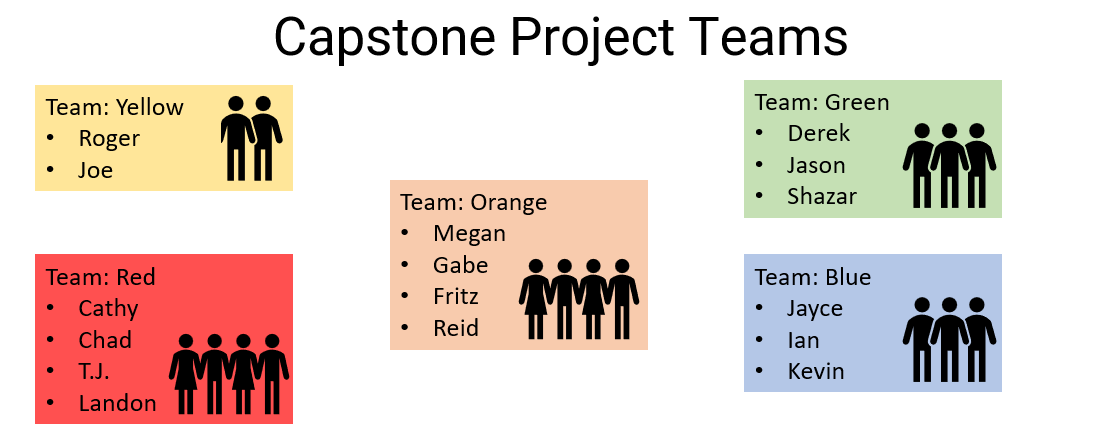 Capstone Project Teams
Team: Yellow
• Roger
• Joe
Team: Red
• Cathy
• Chad
• T.J.
• Landon
Team: Orange
• Megan
• Gabe
• Fritz
• Reid
Team: Green
• Derek
• Jason
• Shazar
Team: Blue
• Jayce
• Ian
• Kevin